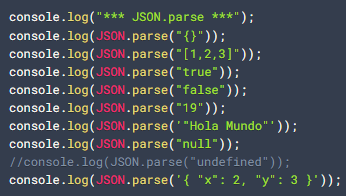 console.log("*** JSON.parse ***");
console.log(JSON.parse("{}"));
console.log(JSON.parse("[1,2,3]"));
console.log(JSON.parse("true"));
console.log(JSON.parse("false"));
console.log(JSON.parse("19"));
console.log(JSON.parse('"Hola Mundo"'));
console.log(JSON.parse("null"));
//console.log(JSON.parse("undefined"));
console.log(JSON.parse('{ "x": 2, "y": 3 }'));